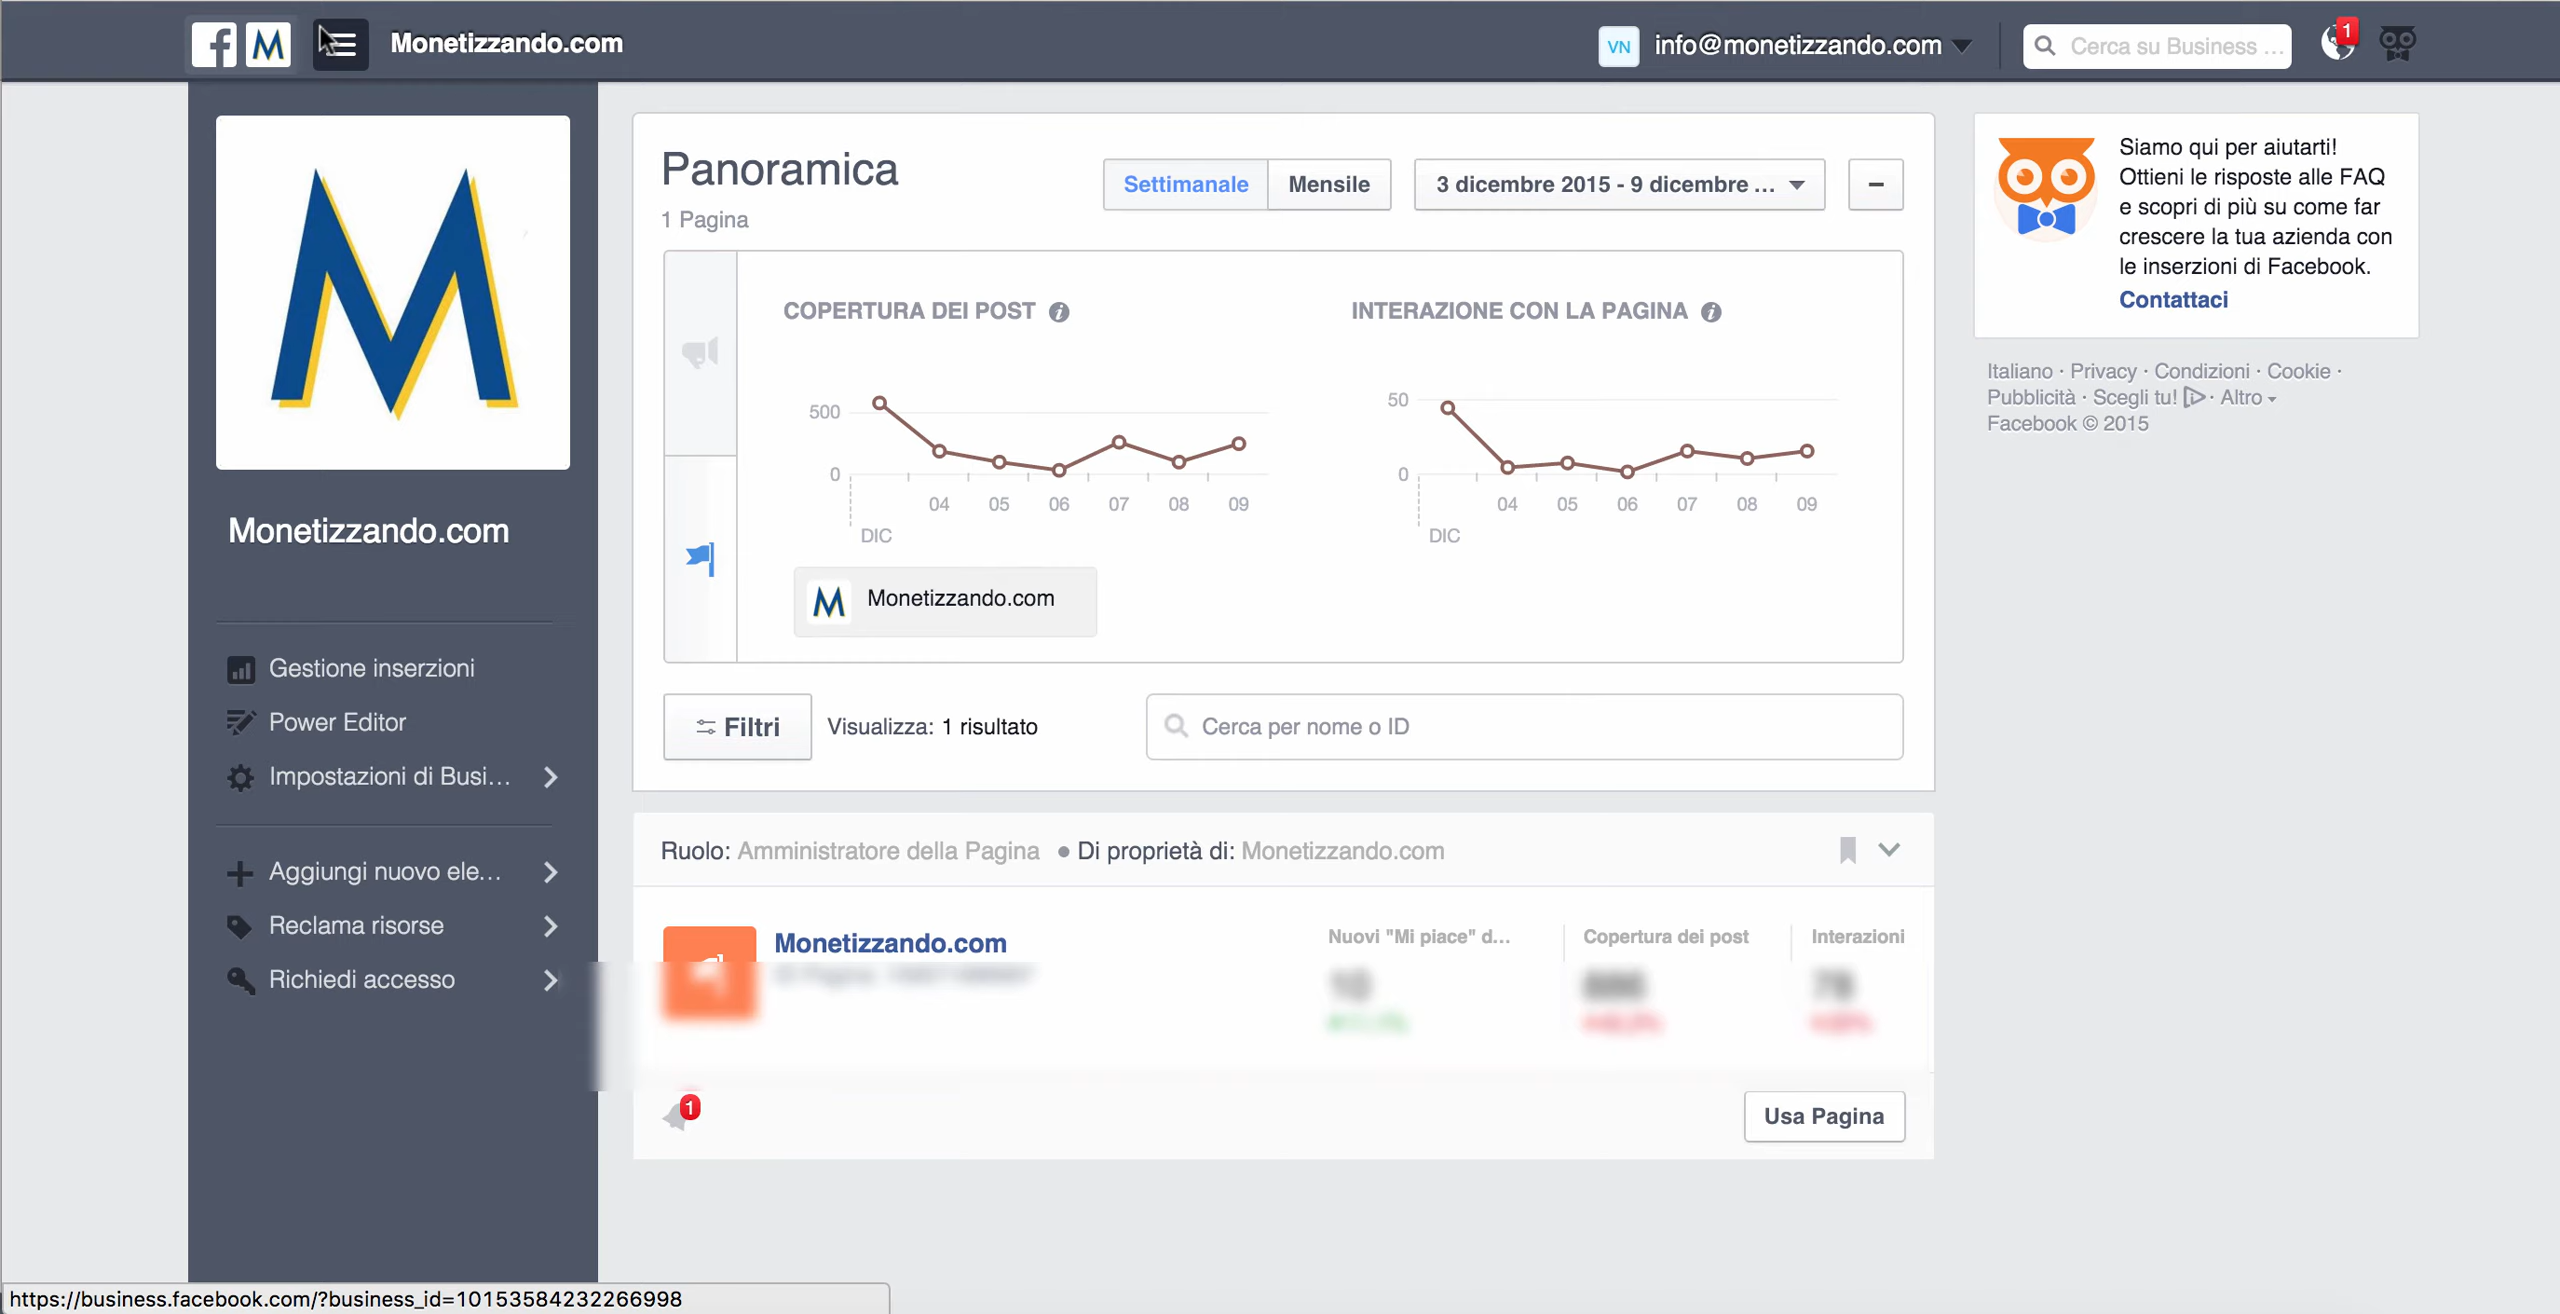 Monetizzando.com
VN info@monetizzando.com
Cerca su Business ...
1
Monetizzando.com
Gestione inserzioni
Power Editor
Impostazioni di Busi...
Aggiungi nuovo ele...
Reclama risorse
Richiedi accesso
Panoramica
1 Pagina
Settimanale
Mensile
3 dicembre 2015 - 9 dicembre ...
COPERTURA DEI POST
500
0
04 05 06 07 08 09
DIC
INTERAZIONE CON LA PAGINA
50
0
04 05 06 07 08 09
DIC
Monetizzando.com
Filtri
Visualizza: 1 risultato
Cerca per nome o ID
Ruolo: Amministratore della Pagina • Di proprietà di: Monetizzando.com
Monetizzando.com
Nuovi "Mi piace" d...
Copertura dei post
Interazioni
1
Usa Pagina
Siamo qui per aiutarti!
Ottieni le risposte alle FAQ
e scopri di più su come far
crescere la tua azienda con
le inserzioni di Facebook.
Contattaci
Italiano · Privacy · Condizioni · Cookie ·
Pubblicità · Scegli tu! · Altro
Facebook © 2015
https://business.facebook.com/?business_id=10153584232266998